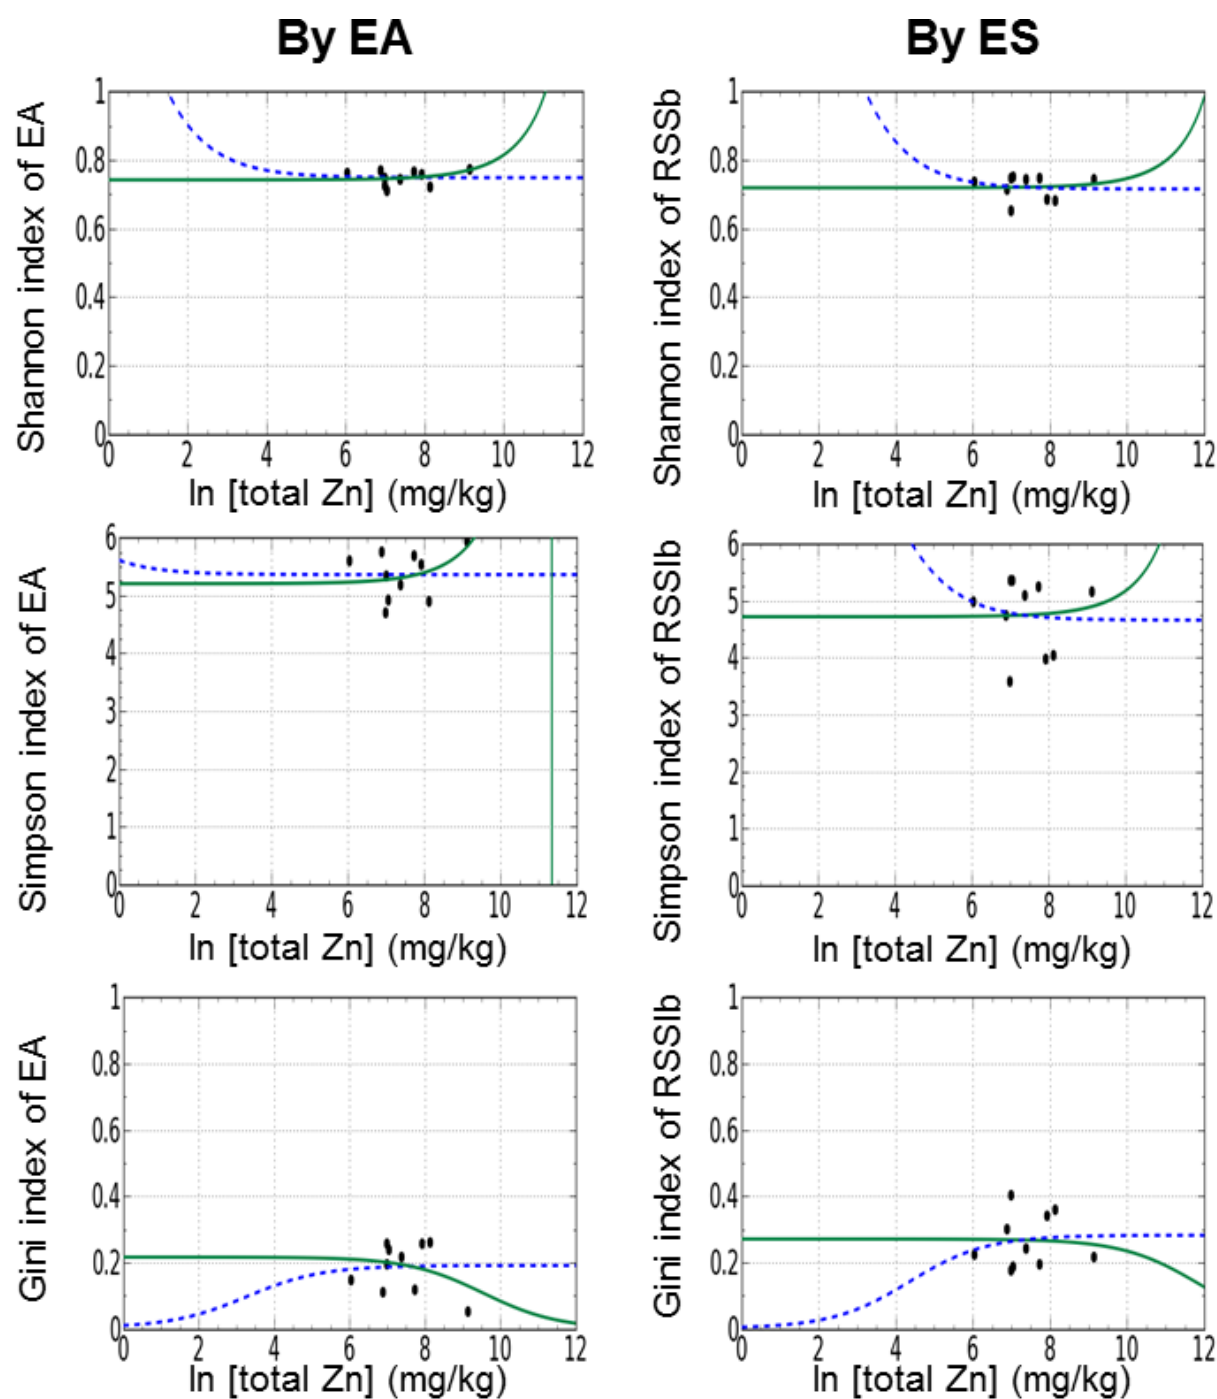 By EA
By ES
Shannon index of EA
1
0.8
0.6
0.4
0.2
0
0 2 4 6 8 10 12
ln [total Zn] (mg/kg)
Shannon index of RSSb
1
0.8
0.6
0.4
0.2
0
0 2 4 6 8 10 12
ln [total Zn] (mg/kg)
Simpson index of EA
6
5
4
3
2
1
0
0 2 4 6 8 10 12
ln [total Zn] (mg/kg)
Simpson index of RSSIb
6
5
4
3
2
1
0
0 2 4 6 8 10 12
ln [total Zn] (mg/kg)
Gini index of EA
1
0.8
0.6
0.4
0.2
0
0 2 4 6 8 10 12
ln [total Zn] (mg/kg)
Gini index of RSSIb
1
0.8
0.6
0.4
0.2
0
0 2 4 6 8 10 12
ln [total Zn] (mg/kg)